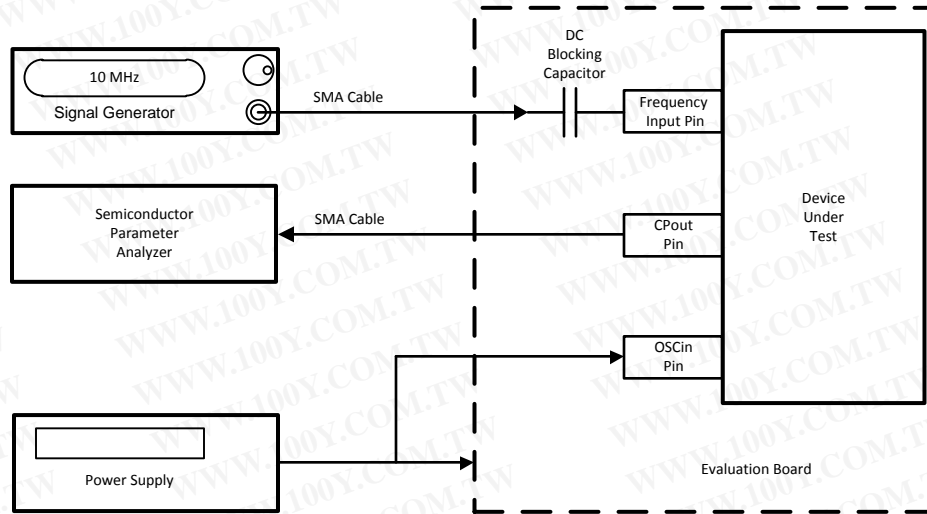 10 MHz
Signal Generator
SMA Cable
DC
Blocking
Capacitor
Frequency
Input Pin
Semiconductor
Parameter
Analyzer
SMA Cable
CPout
Pin
Device
Under
Test
OSCin
Pin
Power Supply
Evaluation Board
WWW.100Y.COM.TW